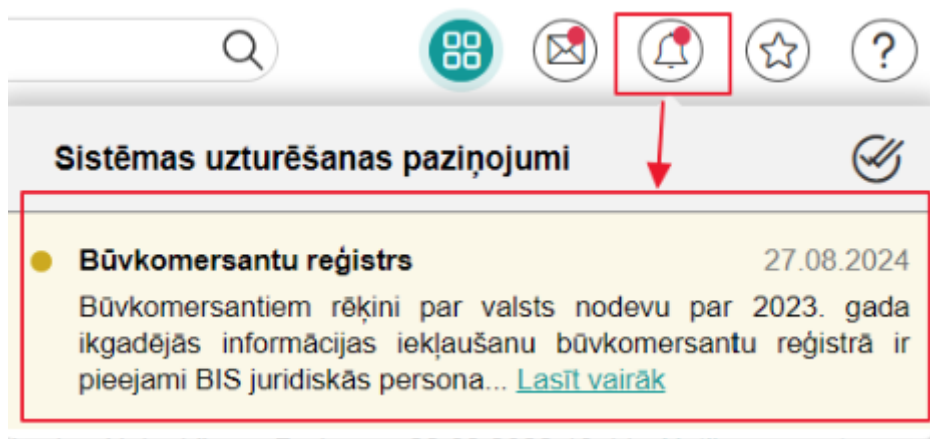 Sistēmas uzturēšanas paziņojumi
Būvkomersantu reģistrs 27.08.2024
Būvkomersantiem rēķini par valsts nodevu par 2023. gada
ikgadējās informācijas iekļaušanu būvkomersantu reģistrā ir
pieejami BIS juridiskās persona... Lasīt vairāk